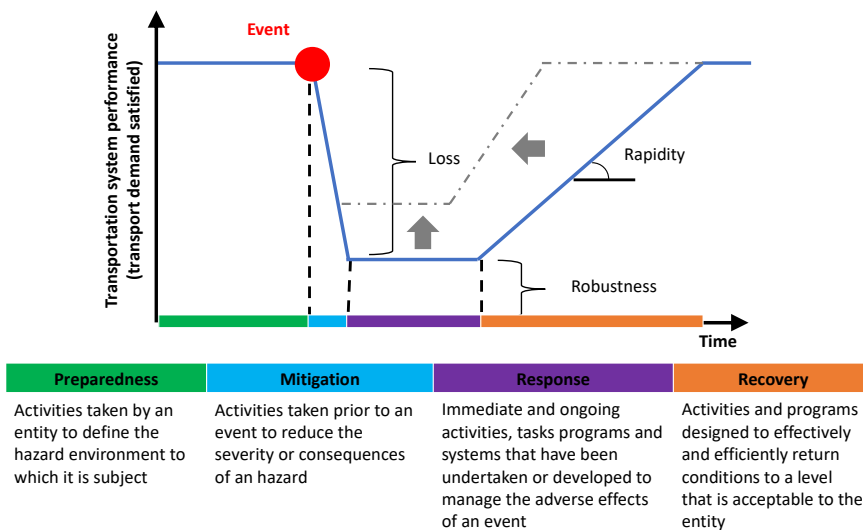 Event
Transportation system performance
(transport demand satisfied)
Loss
Rapidity
Robustness
Time
Preparedness
Mitigation
Response
Recovery
Activities taken by an
entity to define the
hazard environment to
which it is subject
Activities taken prior to an
event to reduce the
severity or consequences
of an hazard
Immediate and ongoing
activities, tasks programs and
systems that have been
undertaken or developed to
manage the adverse effects
of an event
Activities and programs
designed to effectively
and efficiently return
conditions to a level
that is acceptable to the
entity